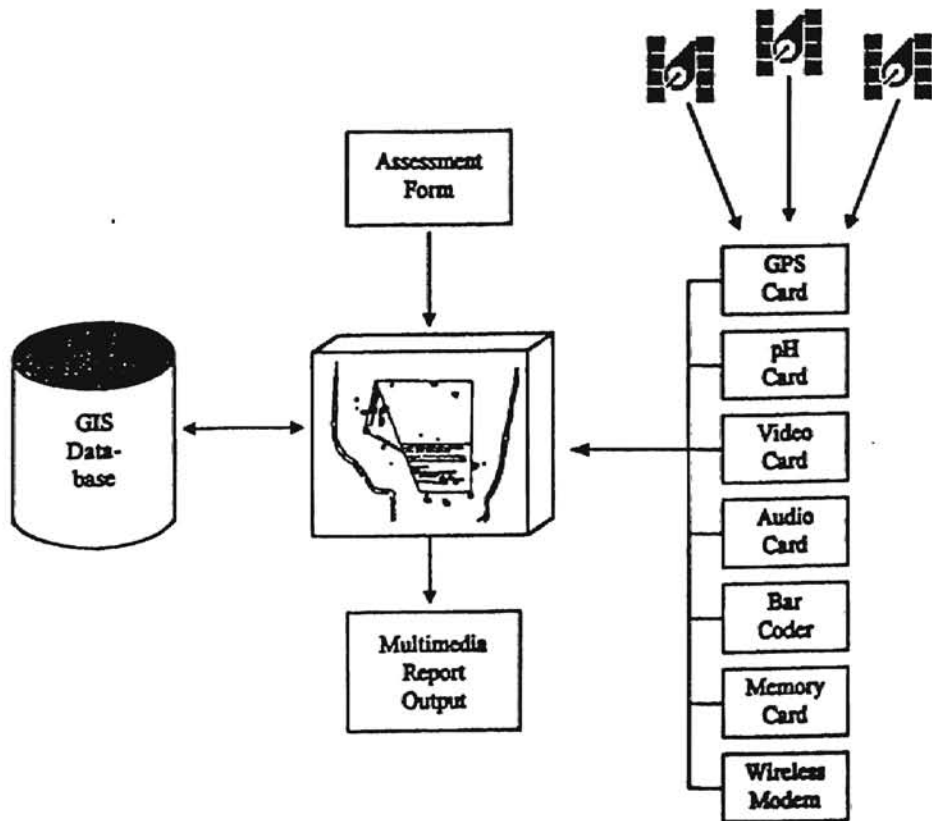 Assessment
Form
GPS
Card
pH
Card
GIS
Data-
base
Video
Card
Audio
Card
Multimedia
Report
Output
Bar
Coder
Memory
Card
Wireless
Modem